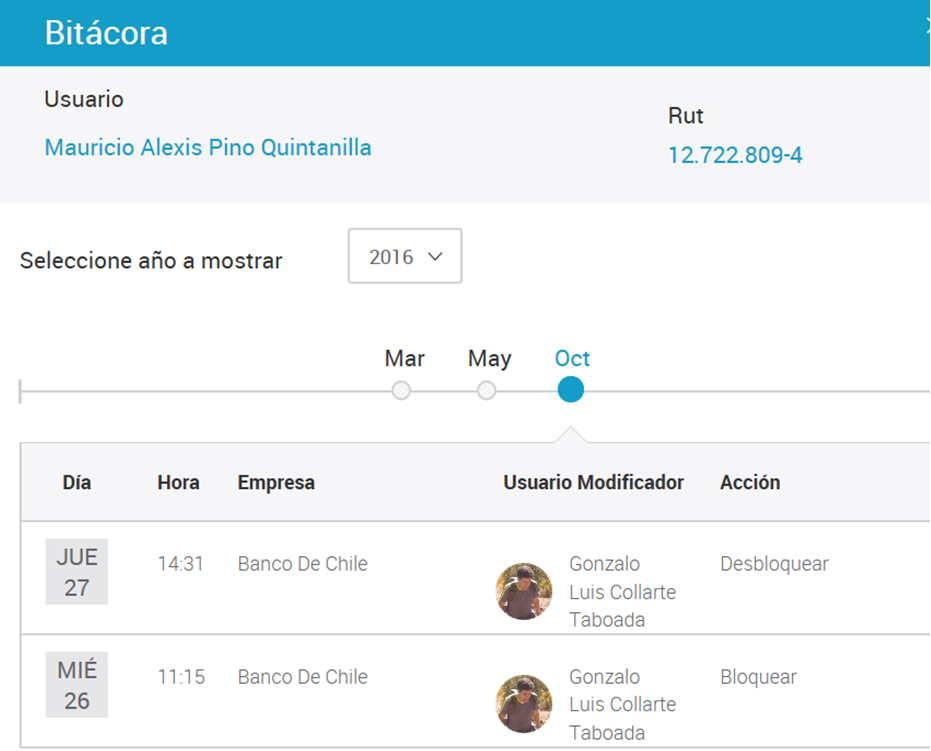 Bitácora
Usuario
Mauricio Alexis Pino Quintanilla
Rut
12.722.809-4
Seleccione año a mostrar
2016
Mar May Oct
Día Hora Empresa Usuario Modificador Acción
JUE
27
14:31 Banco De Chile
Gonzalo
Luis Collarte
Taboada
Desbloquear
MIÉ
26
11:15 Banco De Chile
Gonzalo
Luis Collarte
Taboada
Bloquear